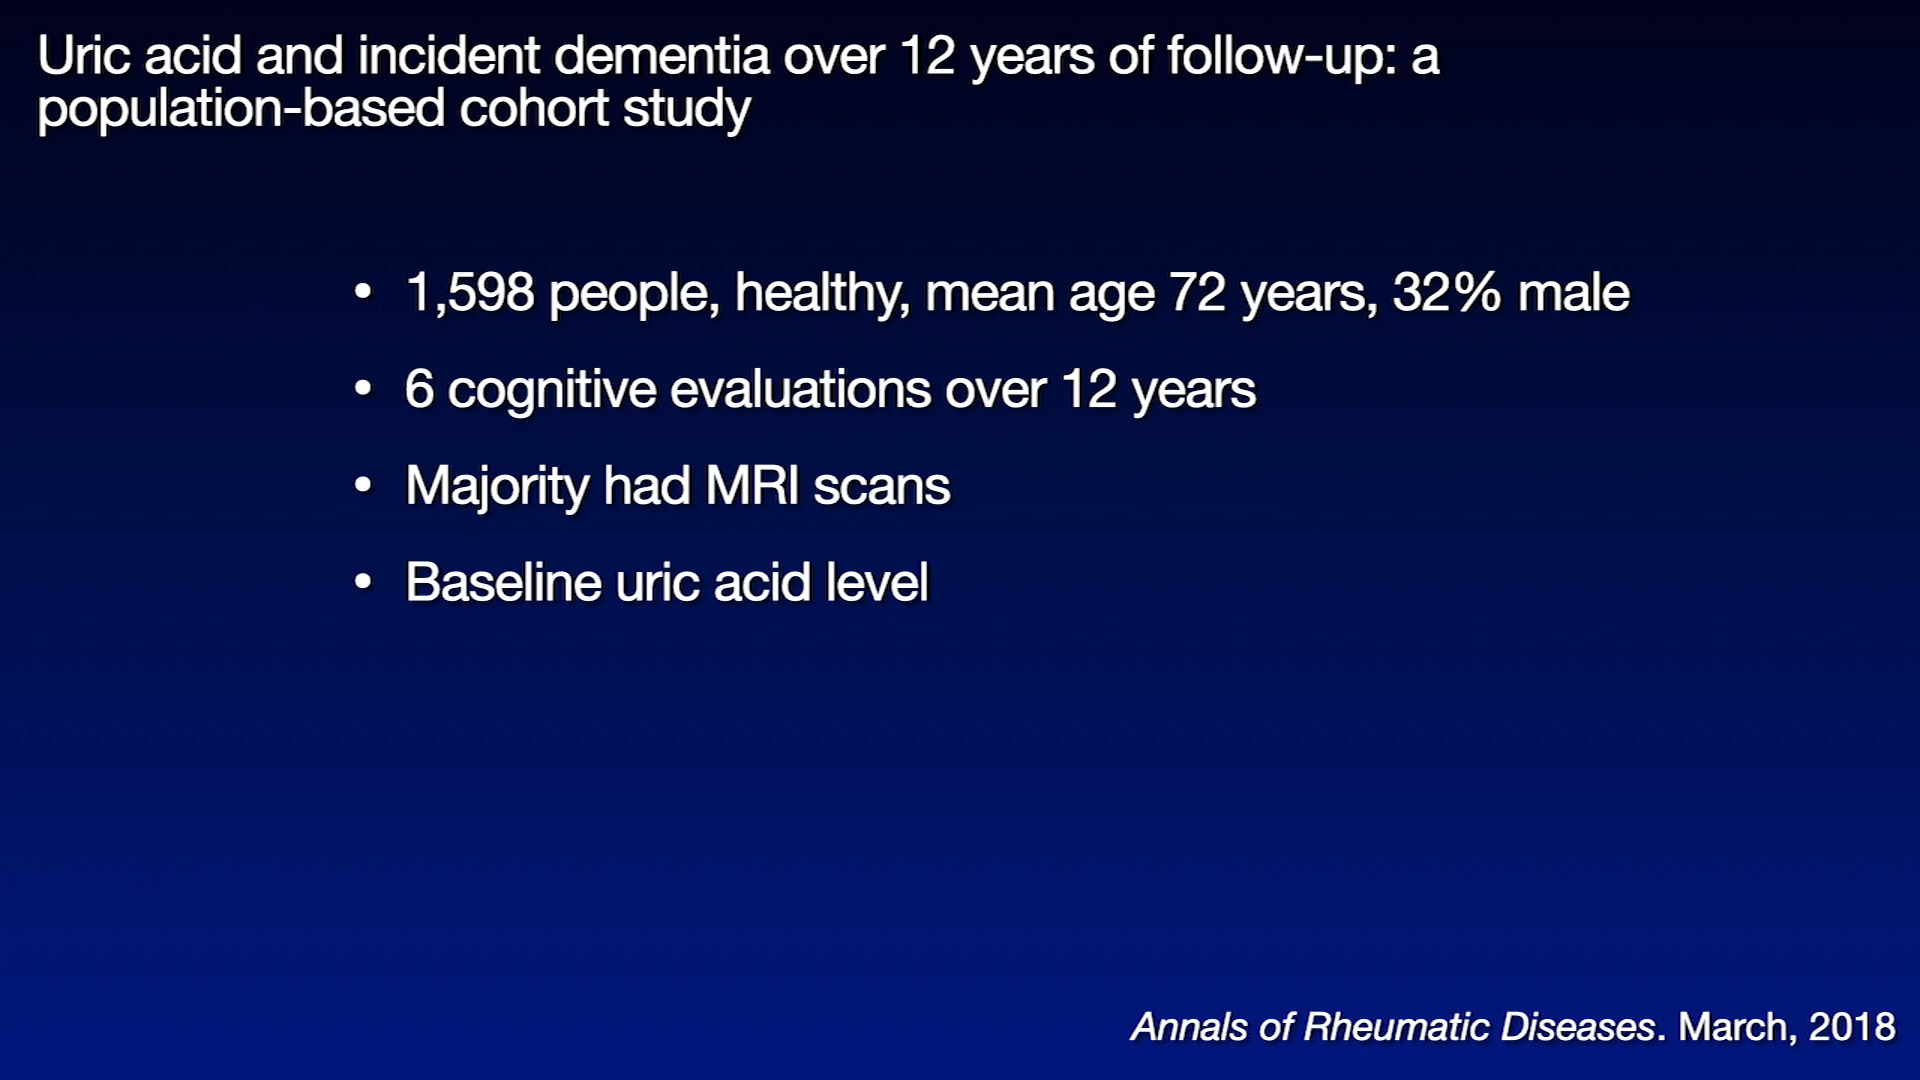 Uric acid and incident dementia over 12 years of follow-up: a
population-based cohort study
• 1,598 people, healthy, mean age 72 years, 32% male
• 6 cognitive evaluations over 12 years
• Majority had MRI scans
• Baseline uric acid level
Annals of Rheumatic Diseases. March, 2018